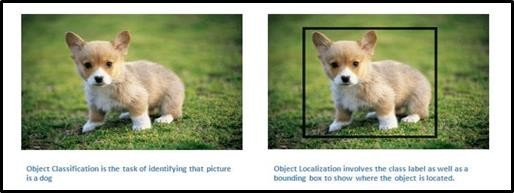 Object Classification is the task of identifying that picture
is a dog
Object Localization involves the class label as well as a
bounding box to show where the object is located.